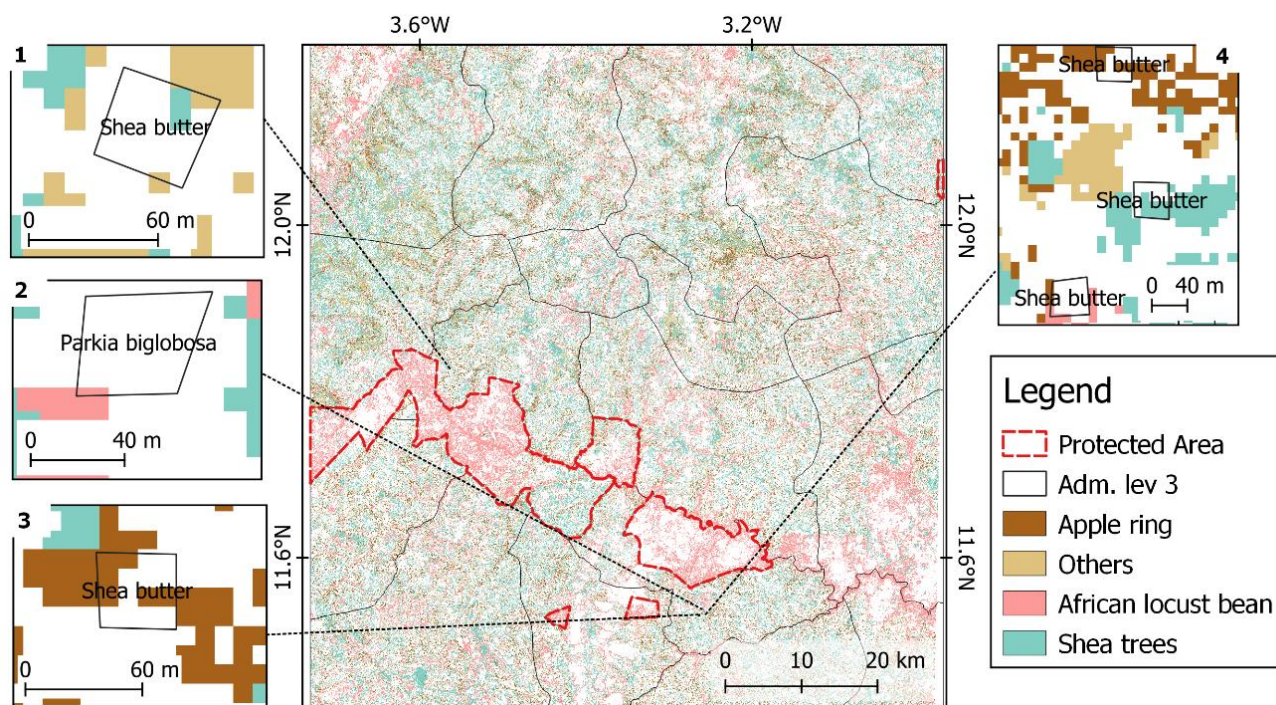 1
Shea butter
0 60 m
2
Parkia biglobosa
0 40 m
3
Shea butter
0 60 m
3.6°W 3.2°W
12.0°N 12.0°N
11.6°N 11.6°N
0 10 20 km
4
Shea butter
Shea butter
Shea butter
0 40 m
Legend
Protected Area
Adm. lev 3
Apple ring
Others
African locust bean
Shea trees